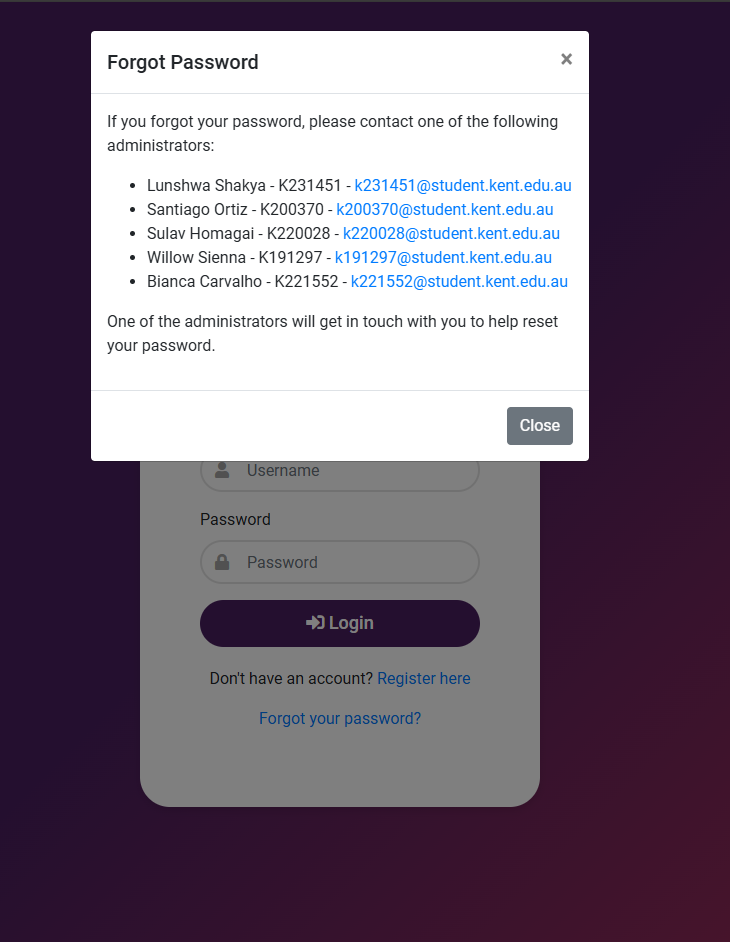 Forgot Password
×
If you forgot your password, please contact one of the following
administrators:
• Lunshwa Shakya - K231451 - k231451@student.kent.edu.au
• Santiago Ortiz - K200370 - k200370@student.kent.edu.au
• Sulav Homagai - K220028 - k220028@student.kent.edu.au
• Willow Sienna - K191297 - k191297@student.kent.edu.au
• Bianca Carvalho - K221552 - k221552@student.kent.edu.au
One of the administrators will get in touch with you to help reset
your password.
Close
Username
Password
Password
Login
Don't have an account? Register here
Forgot your password?